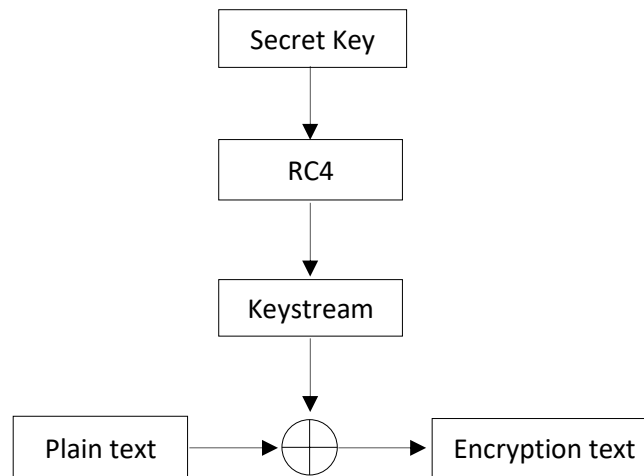 Secret Key
RC4
Keystream
Plain text
Encryption text